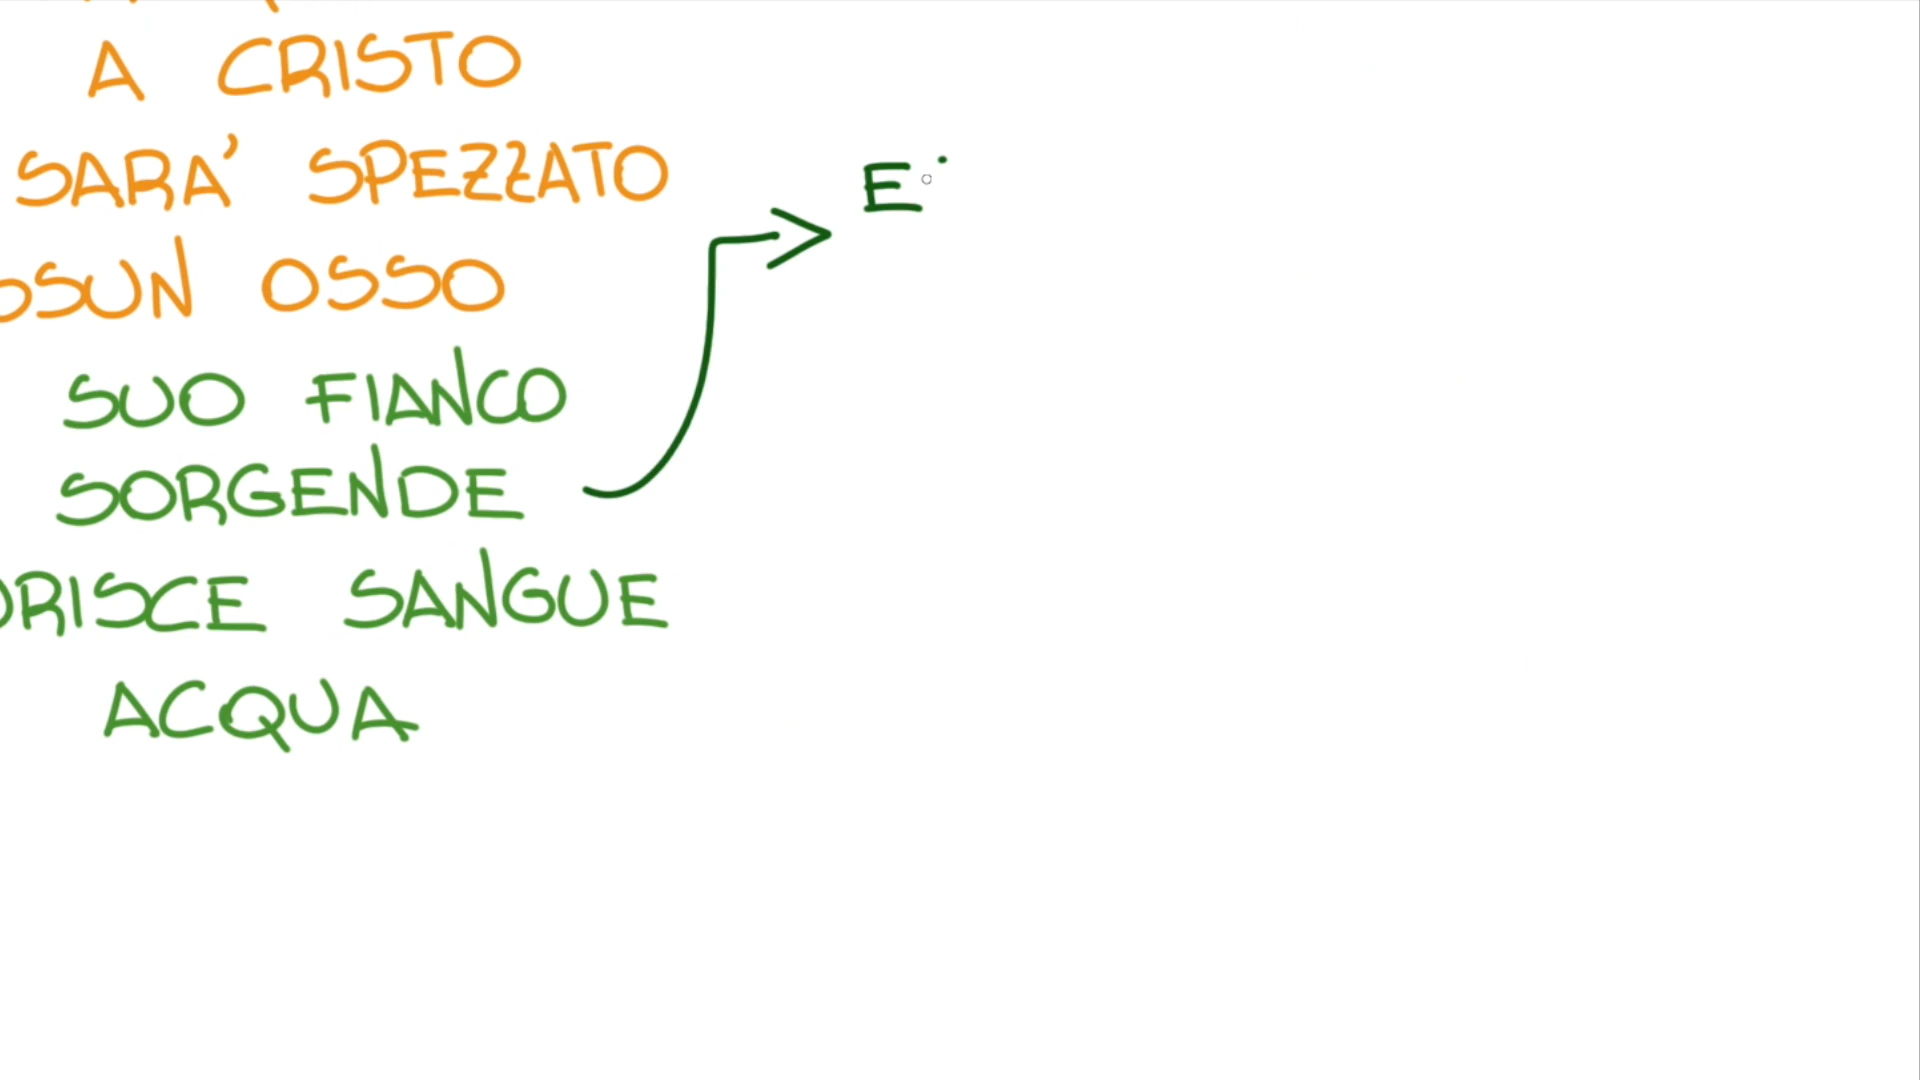 A CRISTO
SARA' SPEZZATO
E'
OSUN OSSO
SUO FIANCO
SORGENDE
ORISCE SANGUE
ACQUA